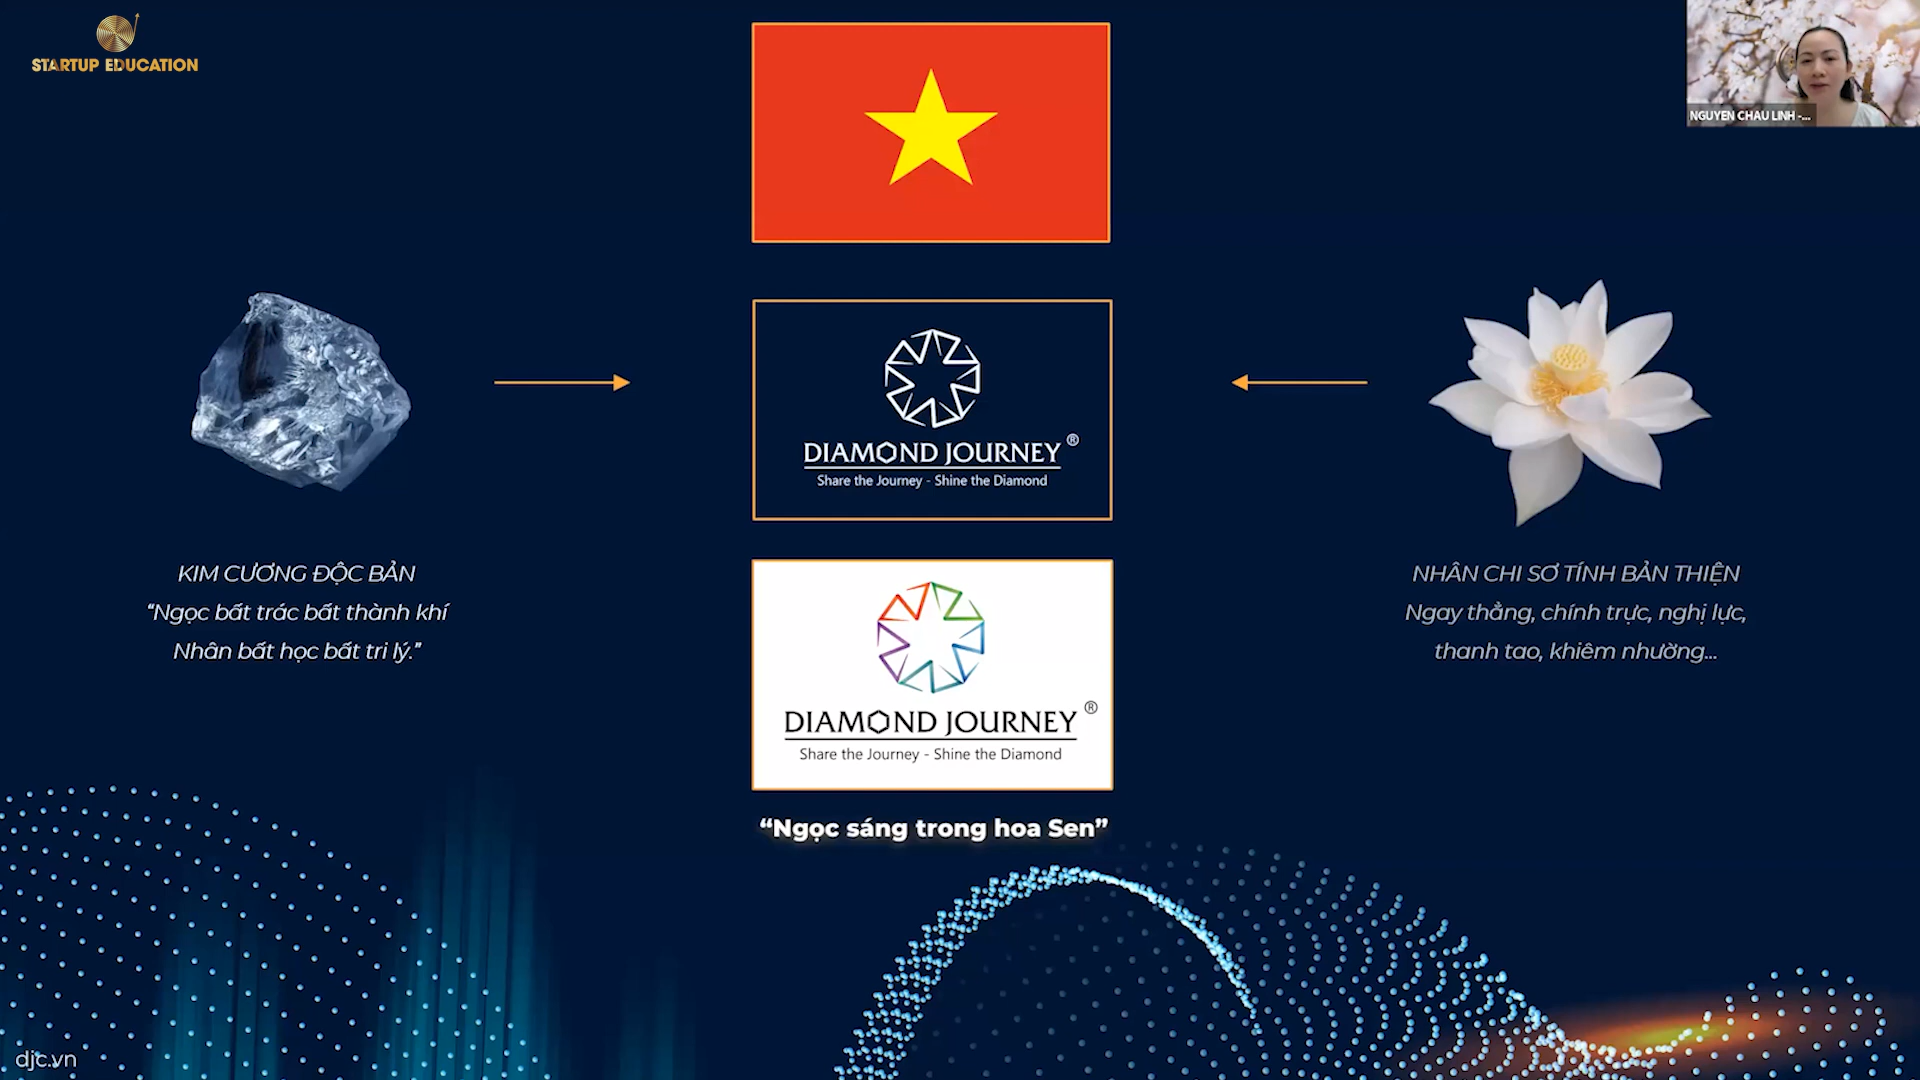 STARTUP EDUCATION
NGUYEN CHAU LINH -...
DIAMOND JOURNEY®
Share the Journey - Shine the Diamond
KIM CƯƠNG ĐỘC BẢN
“Ngọc bất trác bất thành khí
Nhân bất học bất tri lý.”
NHÂN CHI SƠ TÍNH BẢN THIỆN
Ngay thẳng, chính trực, nghị lực,
thanh tao, khiêm nhường...
DIAMOND JOURNEY®
Share the Journey - Shine the Diamond
“Ngọc sáng trong hoa Sen”
djc.vn